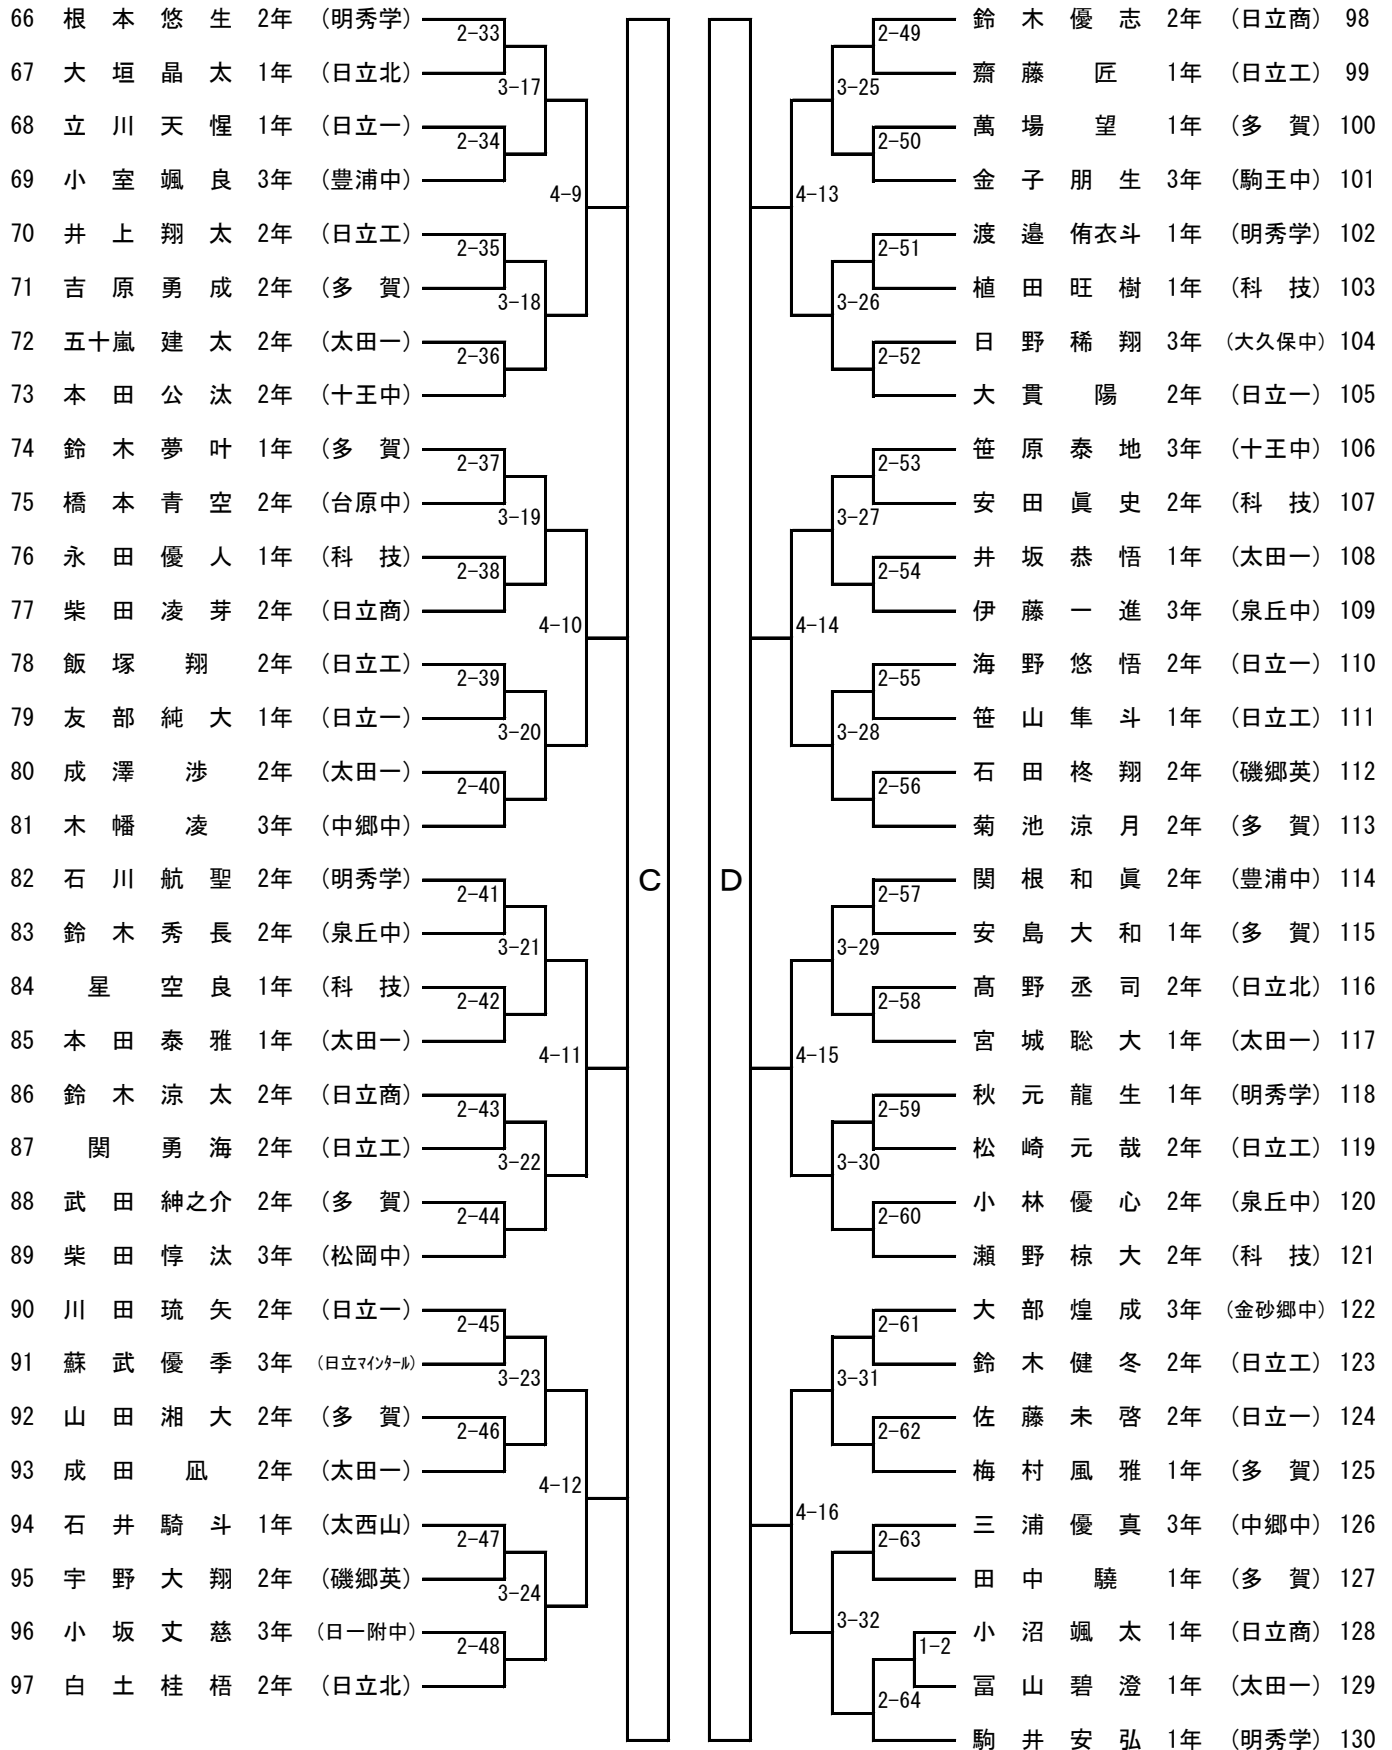 66 根 本 悠 生 2年 (明秀学)
2-33
67 大 垣 晶 太 1年 (日立北)
3-17
68 立 川 天 惺 1年 (日立一)
2-34
69 小 室 颯 良 3年 (豊浦中)
4-9
70 井 上 翔 太 2年 (日立工)
2-35
71 吉 原 勇 成 2年 (多 賀)
3-18
72 五十嵐 建 太 2年 (太田一)
2-36
73 本 田 公 汰 2年 (十王中)
74 鈴 木 夢 叶 1年 (多 賀)
2-37
75 橋 本 青 空 2年 (台原中)
3-19
76 永 田 優 人 1年 (科 技)
2-38
77 柴 田 凌 芽 2年 (日立商)
4-10
78 飯 塚 翔 2年 (日立工)
2-39
79 友 部 純 大 1年 (日立一)
3-20
80 成 澤 渉 2年 (太田一)
2-40
81 木 幡 凌 3年 (中郷中)
82 石 川 航 聖 2年 (明秀学)
2-41
83 鈴 木 秀 長 2年 (泉丘中)
3-21
84 星 空 良 1年 (科 技)
2-42
85 本 田 泰 雅 1年 (太田一)
4-11
86 鈴 木 涼 太 2年 (日立商)
2-43
87 関 勇 海 2年 (日立工)
3-22
88 武 田 紳之介 2年 (多 賀)
2-44
89 柴 田 惇 汰 3年 (松岡中)
90 川 田 琉 矢 2年 (日立一)
2-45
91 蘇 武 優 季 3年 (日立マインタール)
3-23
92 山 田 湘 大 2年 (多 賀)
2-46
93 成 田 凪 2年 (太田一)
4-12
94 石 井 騎 斗 1年 (太西山)
2-47
95 宇 野 大 翔 2年 (磯郷英)
3-24
96 小 坂 丈 慈 3年 (日一附中)
2-48
97 白 土 桂 梧 2年 (日立北)
C
D
鈴 木 優 志 2年 (日立商) 98
2-49
齋 藤 匠 1年 (日立工) 99
3-25
萬 場 望 1年 (多 賀) 100
2-50
金 子 朋 生 3年 (駒王中) 101
4-13
渡 邉 侑衣斗 1年 (明秀学) 102
2-51
植 田 旺 樹 1年 (科 技) 103
3-26
日 野 稀 翔 3年 (大久保中) 104
2-52
大 貫 陽 2年 (日立一) 105
笹 原 泰 地 3年 (十王中) 106
2-53
安 田 眞 史 2年 (科 技) 107
3-27
井 坂 恭 悟 1年 (太田一) 108
2-54
伊 藤 一 進 3年 (泉丘中) 109
4-14
海 野 悠 悟 2年 (日立一) 110
2-55
笹 山 隼 斗 1年 (日立工) 111
3-28
石 田 柊 翔 2年 (磯郷英) 112
2-56
菊 池 涼 月 2年 (多 賀) 113
関 根 和 眞 2年 (豊浦中) 114
2-57
安 島 大 和 1年 (多 賀) 115
3-29
髙 野 丞 司 2年 (日立北) 116
2-58
宮 城 聡 大 1年 (太田一) 117
4-15
秋 元 龍 生 1年 (明秀学) 118
2-59
松 崎 元 哉 2年 (日立工) 119
3-30
小 林 優 心 2年 (泉丘中) 120
2-60
瀬 野 椋 大 2年 (科 技) 121
大 部 煌 成 3年 (金砂郷中) 122
2-61
鈴 木 健 冬 2年 (日立工) 123
3-31
佐 藤 未 啓 2年 (日立一) 124
2-62
梅 村 風 雅 1年 (多 賀) 125
4-16
三 浦 優 真 3年 (中郷中) 126
2-63
田 中 驍 1年 (多 賀) 127
3-32
小 沼 颯 太 1年 (日立商) 128
1-2
冨 山 碧 澄 1年 (太田一) 129
2-64
駒 井 安 弘 1年 (明秀学) 130